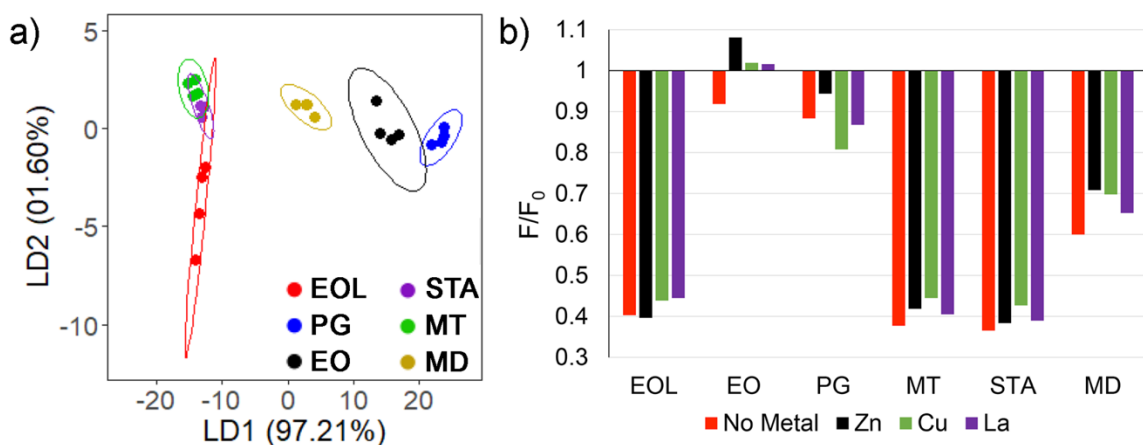 a)
5
0
-5
-10
LD2 (01.60%)
EOL
STA
PG
MT
EO
MD
-20 -10 0 10 20
LD1 (97.21%)
b)
1.1
1
0.9
0.8
0.7
0.6
0.5
0.4
0.3
F/F0
EOL EO PG MT STA MD
No Metal Zn Cu La